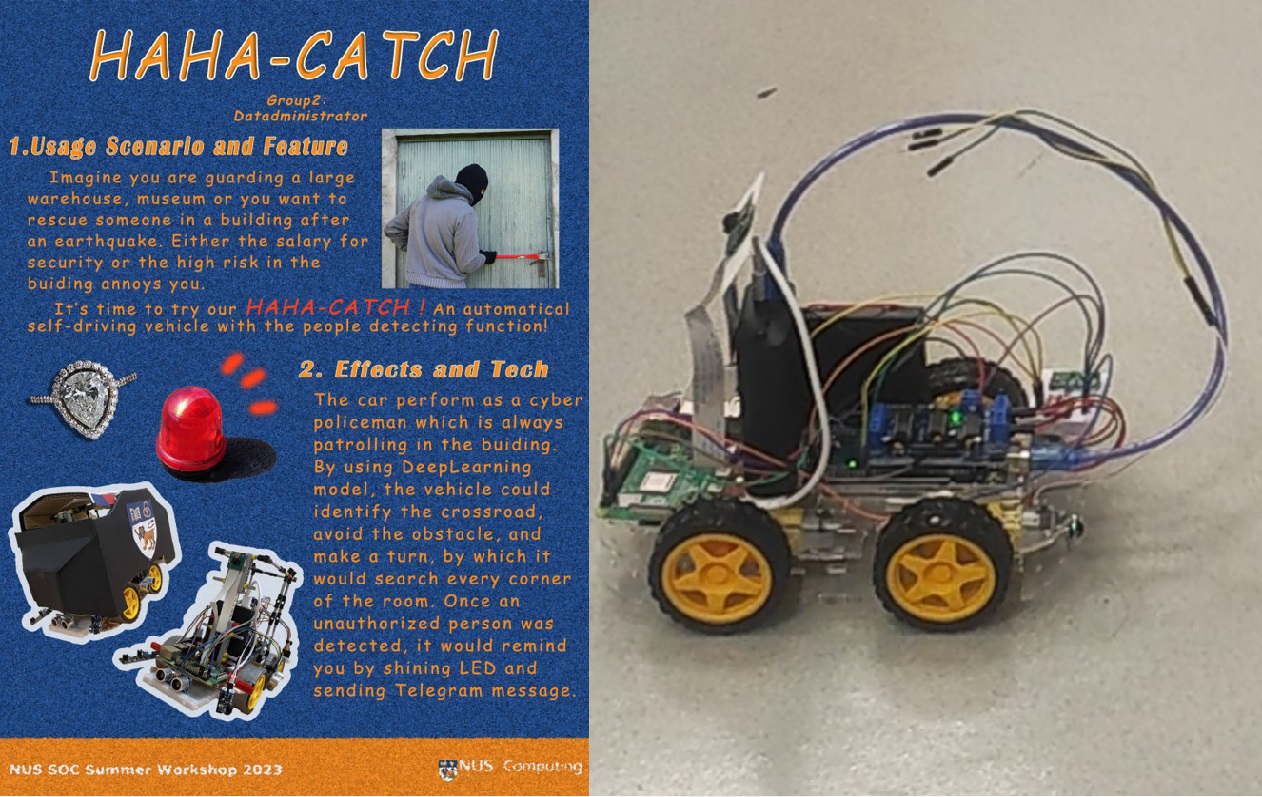 HAHA-CATCH
Group2.
Datadministrator
1.Usage Scenario and Feature
Imagine you are guarding a large
warehouse, museum or you want to
rescue someone in a building after
an earthquake. Either the salary for
security or the high risk in the
buiding annoys you.
It's time to try our HAHA-CATCH ! An automatical
self-driving vehicle with the people detecting function!
2. Effects and Tech
The car perform as a cyber
policeman which is always
patrolling in the buiding.
By using DeepLearning
model, the vehicle could
identify the crossroad,
avoid the obstacle, and
make a turn, by which it
would search every corner
of the room. Once an
unauthorized person was
detected, it would remind
you by shining LED and
sending Telegram message.
NUS SOC Summer Workshop 2023
NUS Computing